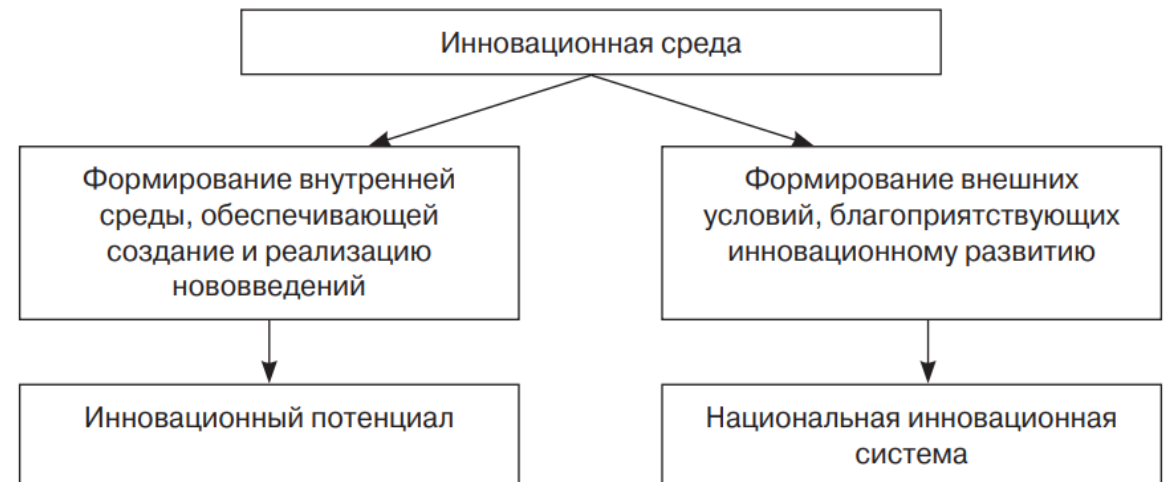 Инновационная среда
Формирование внутренней
среды, обеспечивающей
создание и реализацию
нововведений
Формирование внешних
условий, благоприятствующих
инновационному развитию
Инновационный потенциал
Национальная инновационная
система